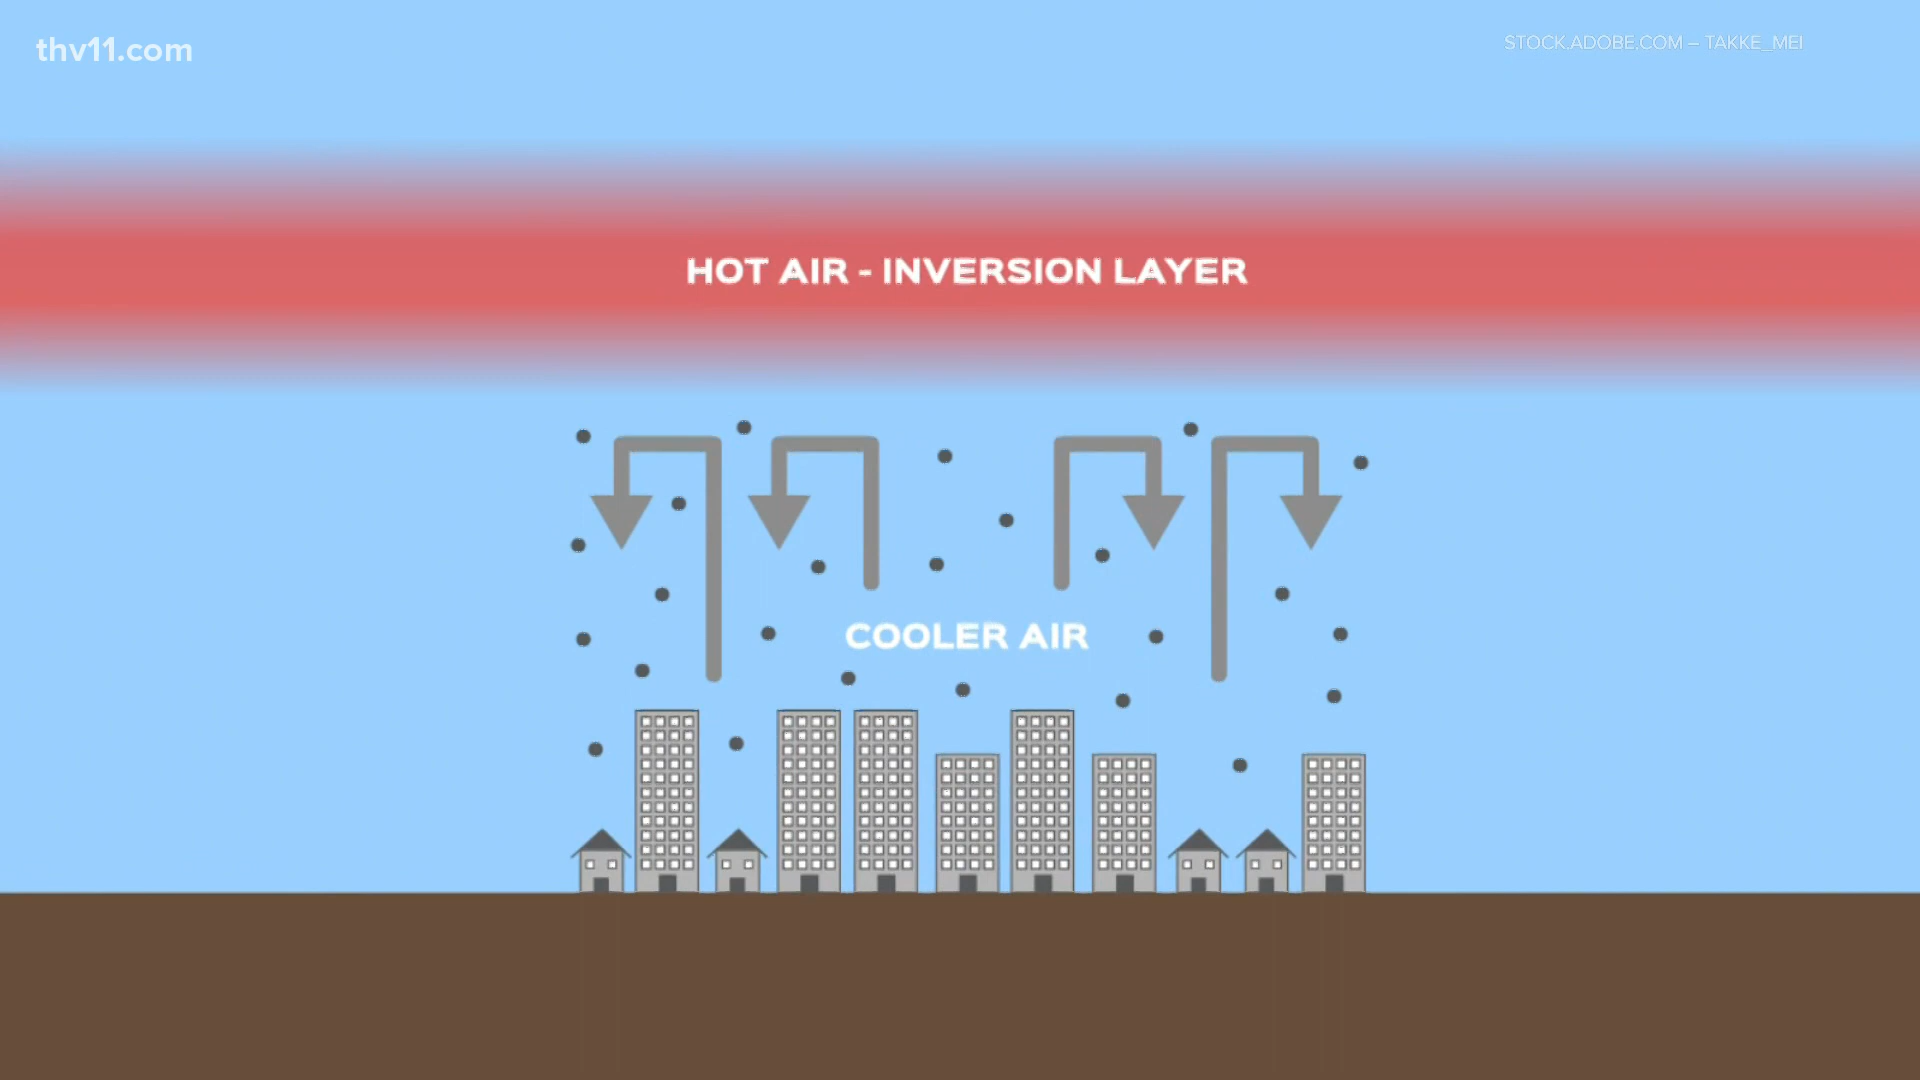 thv11.com
STOCK.ADOBE.COM – TAKKE_MEI
HOT AIR - INVERSION LAYER
COOLER AIR